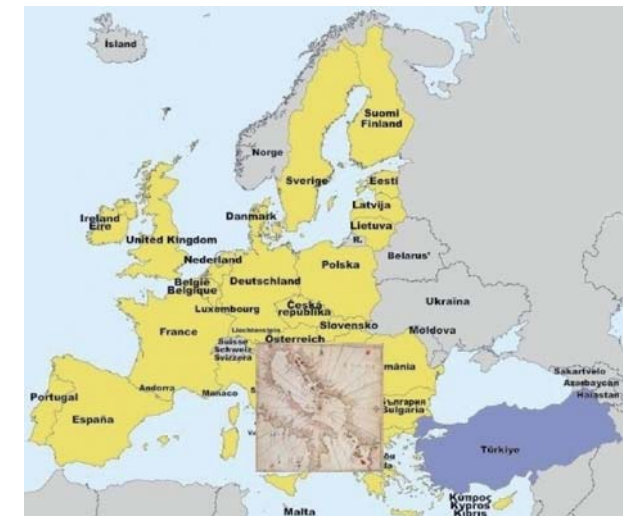 Ísland
Suomi
Finland
Norge
Sverige
Eesti
Latvija
Lietuva
R.
Danmark
Ireland
Éire
United Kingdom
Nederland
België
Belgique
Deutschland
Polska
Belarus'
Luxembourg
Česká
republika
Ukraina
Slovensko
Moldova
France
Liechtenstein
Österreich
Suisse
Schweiz
Svizzera
mânia
Andorra
Monaco
Portugal
España
България
Bulgaria
Sakartvelo
Azərbaycan
Haiastan
Türkiye
Malta
Κύπρος
Kypros
Kıbrıs